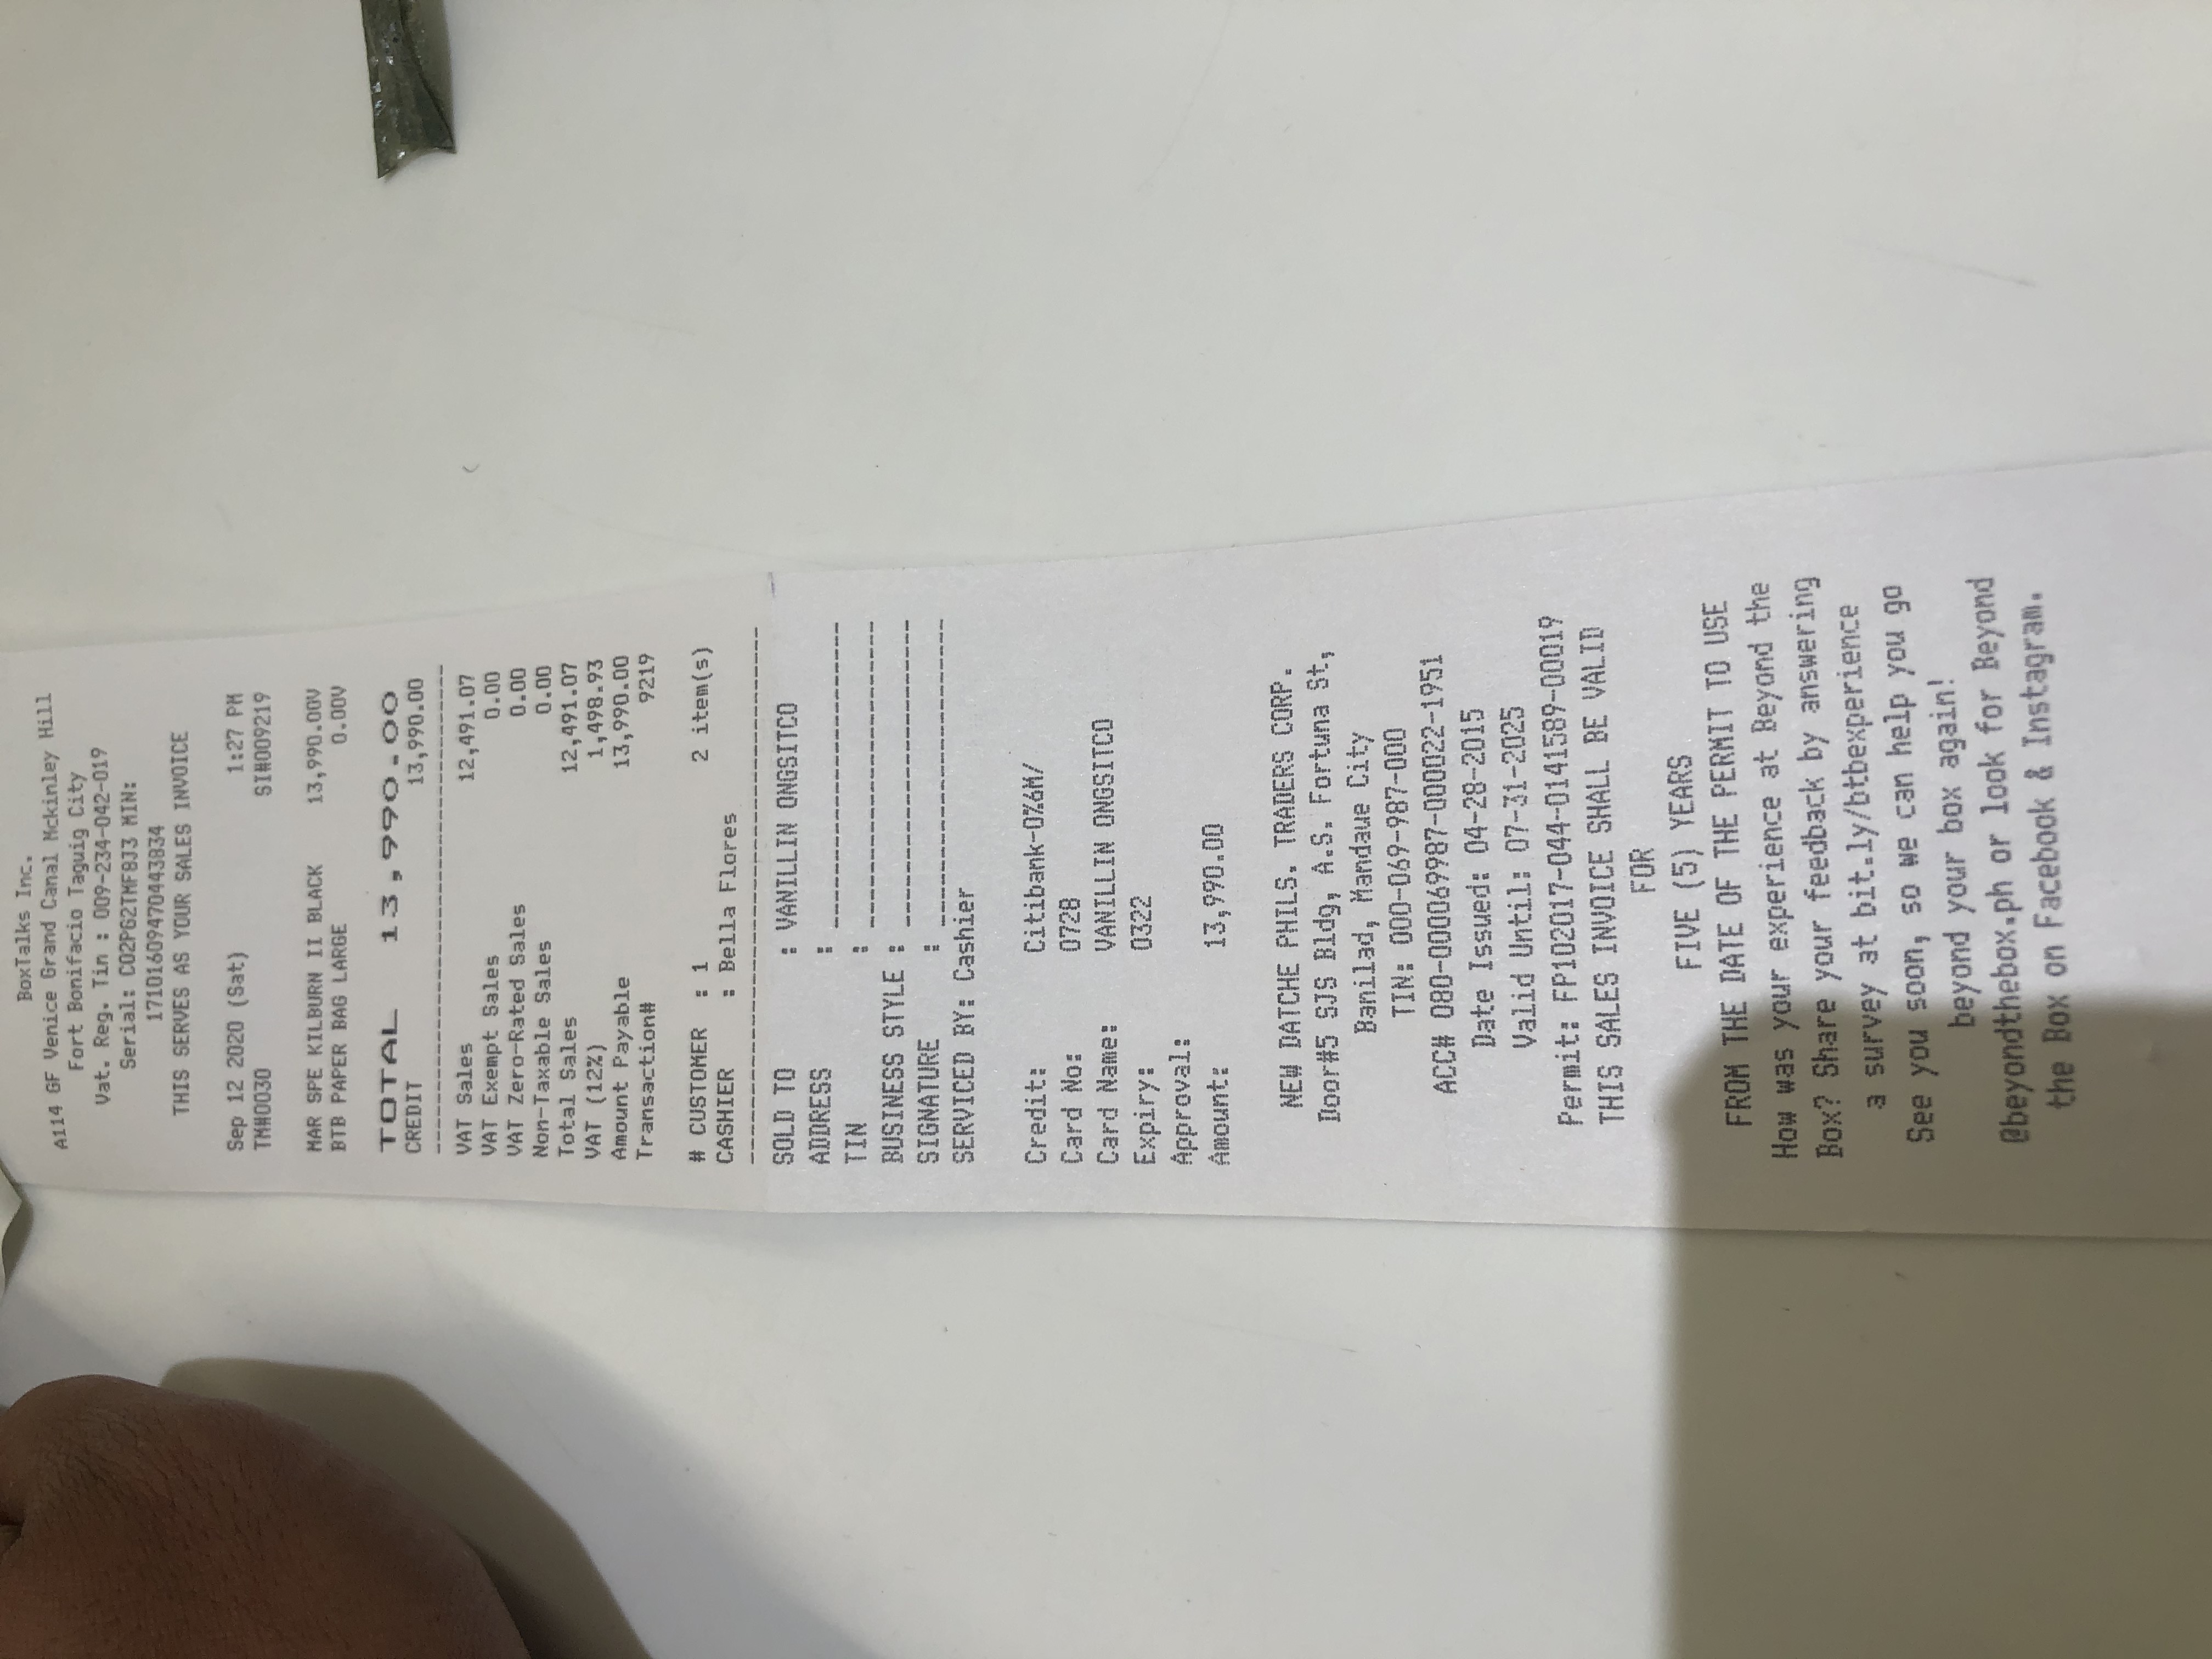 BoxTalks Inc.
A114 GF Venice Grand Canal Mckinley Hill
Fort Bonifacio Taguig City
Vat. Reg. Tin : 009-234-042-019
Serial: C02PG2TMF8J3 MIN:
17101609470443834
THIS SERVES AS YOUR SALES INVOICE
Sep 12 2020 (Sat) 1:27 PM
TM#0030 SI#009219
MAR SPE KILBURN II BLACK 13,990.00V
BTB PAPER BAG LARGE 0.00V
TOTAL 13,990.00
CREDIT 13,990.00
VAT Sales 12,491.07
VAT Exempt Sales 0.00
VAT Zero-Rated Sales 0.00
Non-Taxable Sales 0.00
Total Sales 12,491.07
VAT (12%) 1,498.93
Amount Payable 13,990.00
Transaction# 9219
# CUSTOMER : 1 2 item(s)
CASHIER : Bella Flores
SOLD TO : VANILLIN ONGSITCO
ADDRESS :
TIN :
BUSINESS STYLE :
SIGNATURE :
SERVICED BY: Cashier
Credit: Citibank-0%6M/
Card No: 0728
Card Name: VANILLIN ONGSITCO
Expiry: 0322
Approval:
Amount: 13,990.00
NEW DATCHE PHILS. TRADERS CORP.
Door#5 SJS Bldg, A.S. Fortuna St,
Banilad, Mandaue City
TIN: 000-069-987-000
ACC# 080-000069987-000022-1951
Date Issued: 04-28-2015
Valid Until: 07-31-2025
Permit: FP102017-044-0141589-00019
THIS SALES INVOICE SHALL BE VALID
FOR
FIVE (5) YEARS
FROM THE DATE OF THE PERMIT TO USE
How was your experience at Beyond the
Box? Share your feedback by answering
a survey at bit.ly/btbexperience
See you soon, so we can help you go
beyond your box again!
@beyondthebox.ph or look for Beyond
the Box on Facebook & Instagram.